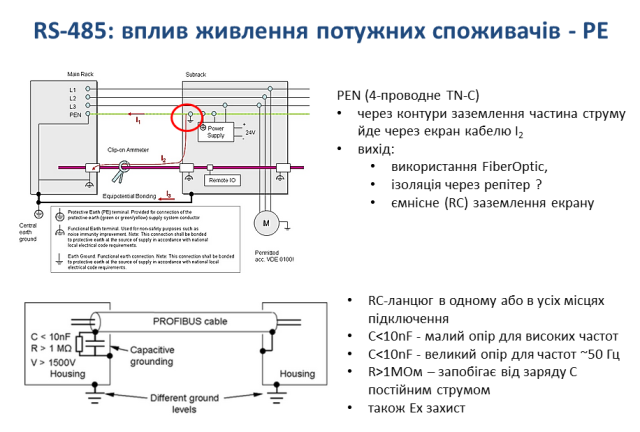 RS-485: вплив живлення потужних споживачів - PE
Main Rack
Subrack
L1
L2
L3
PEN
I1
Power
Supply
+
24V
-
Clip-on Ammeter
I2
Remote IO
Equipotential Bonding
I3
M
Central
earth
ground
Protective Earth (PE) terminal. Provided for connection of the
protective earth (green or green/yellow) supply system conductor
Functional Earth terminal. Used for non-safety purposes such as
noise immunity improvement. Note: This connection shall be bonded
to protective earth at the source of supply in accordance with national
local electrical code requirements.
Earth Ground. Functional earth connection. Note: This connection shall be bonded
to protective earth at the source of supply in accordance with national
local electrical code requirements.
Permitted
acc. VDE 0100!
PEN (4-проводне TN-C)
• через контури заземлення частина струму
йде через екран кабелю I2
• вихід:
• використання FiberOptic,
• ізоляція через репітер ?
• ємнісне (RC) заземлення екрану
PROFIBUS cable
C < 10nF
R > 1 MΩ
V > 1500V
Housing
Capacitive
grounding
Housing
Different ground
levels
• RC-ланцюг в одному або в усіх місцях
підключення
• C<10nF - малий опір для високих частот
• C<10nF - великий опір для частот ~50 Гц
• R>1МОм – запобігає від заряду C
постійним струмом
• також Ex захист